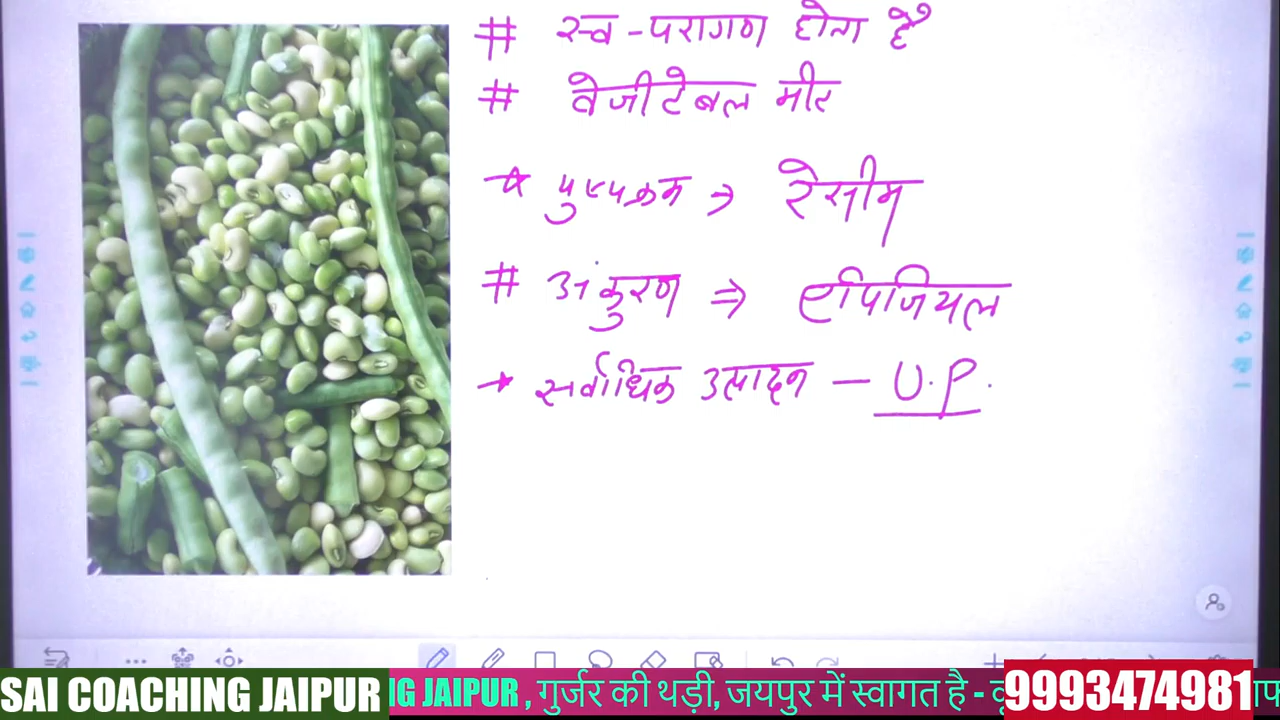 # स्व-परागण होता है
# वेजीटेबल मीट
* पुष्पक्रम ⇒ रेसीम
# अंकुरण ⇒ एपिजियल
* सर्वाधिक उत्पादन – U.P.
SAI COACHING JAIPUR
NG JAIPUR , गुर्जर की थड़ी, जयपुर में स्वागत है -
9993474981